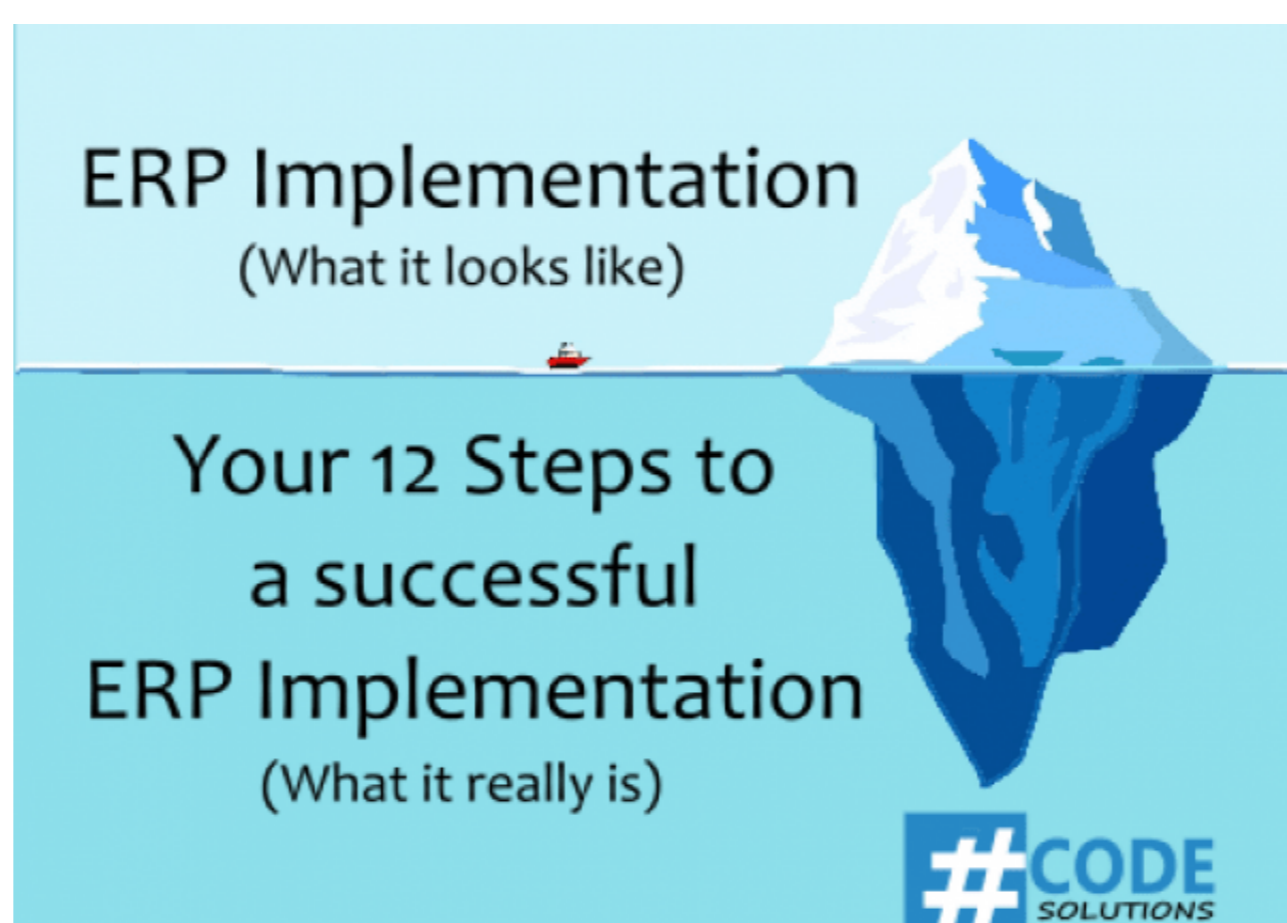 ERP Implementation
(What it looks like)
Your 12 Steps to
a successful
ERP Implementation
(What it really is)
#CODE
SOLUTIONS